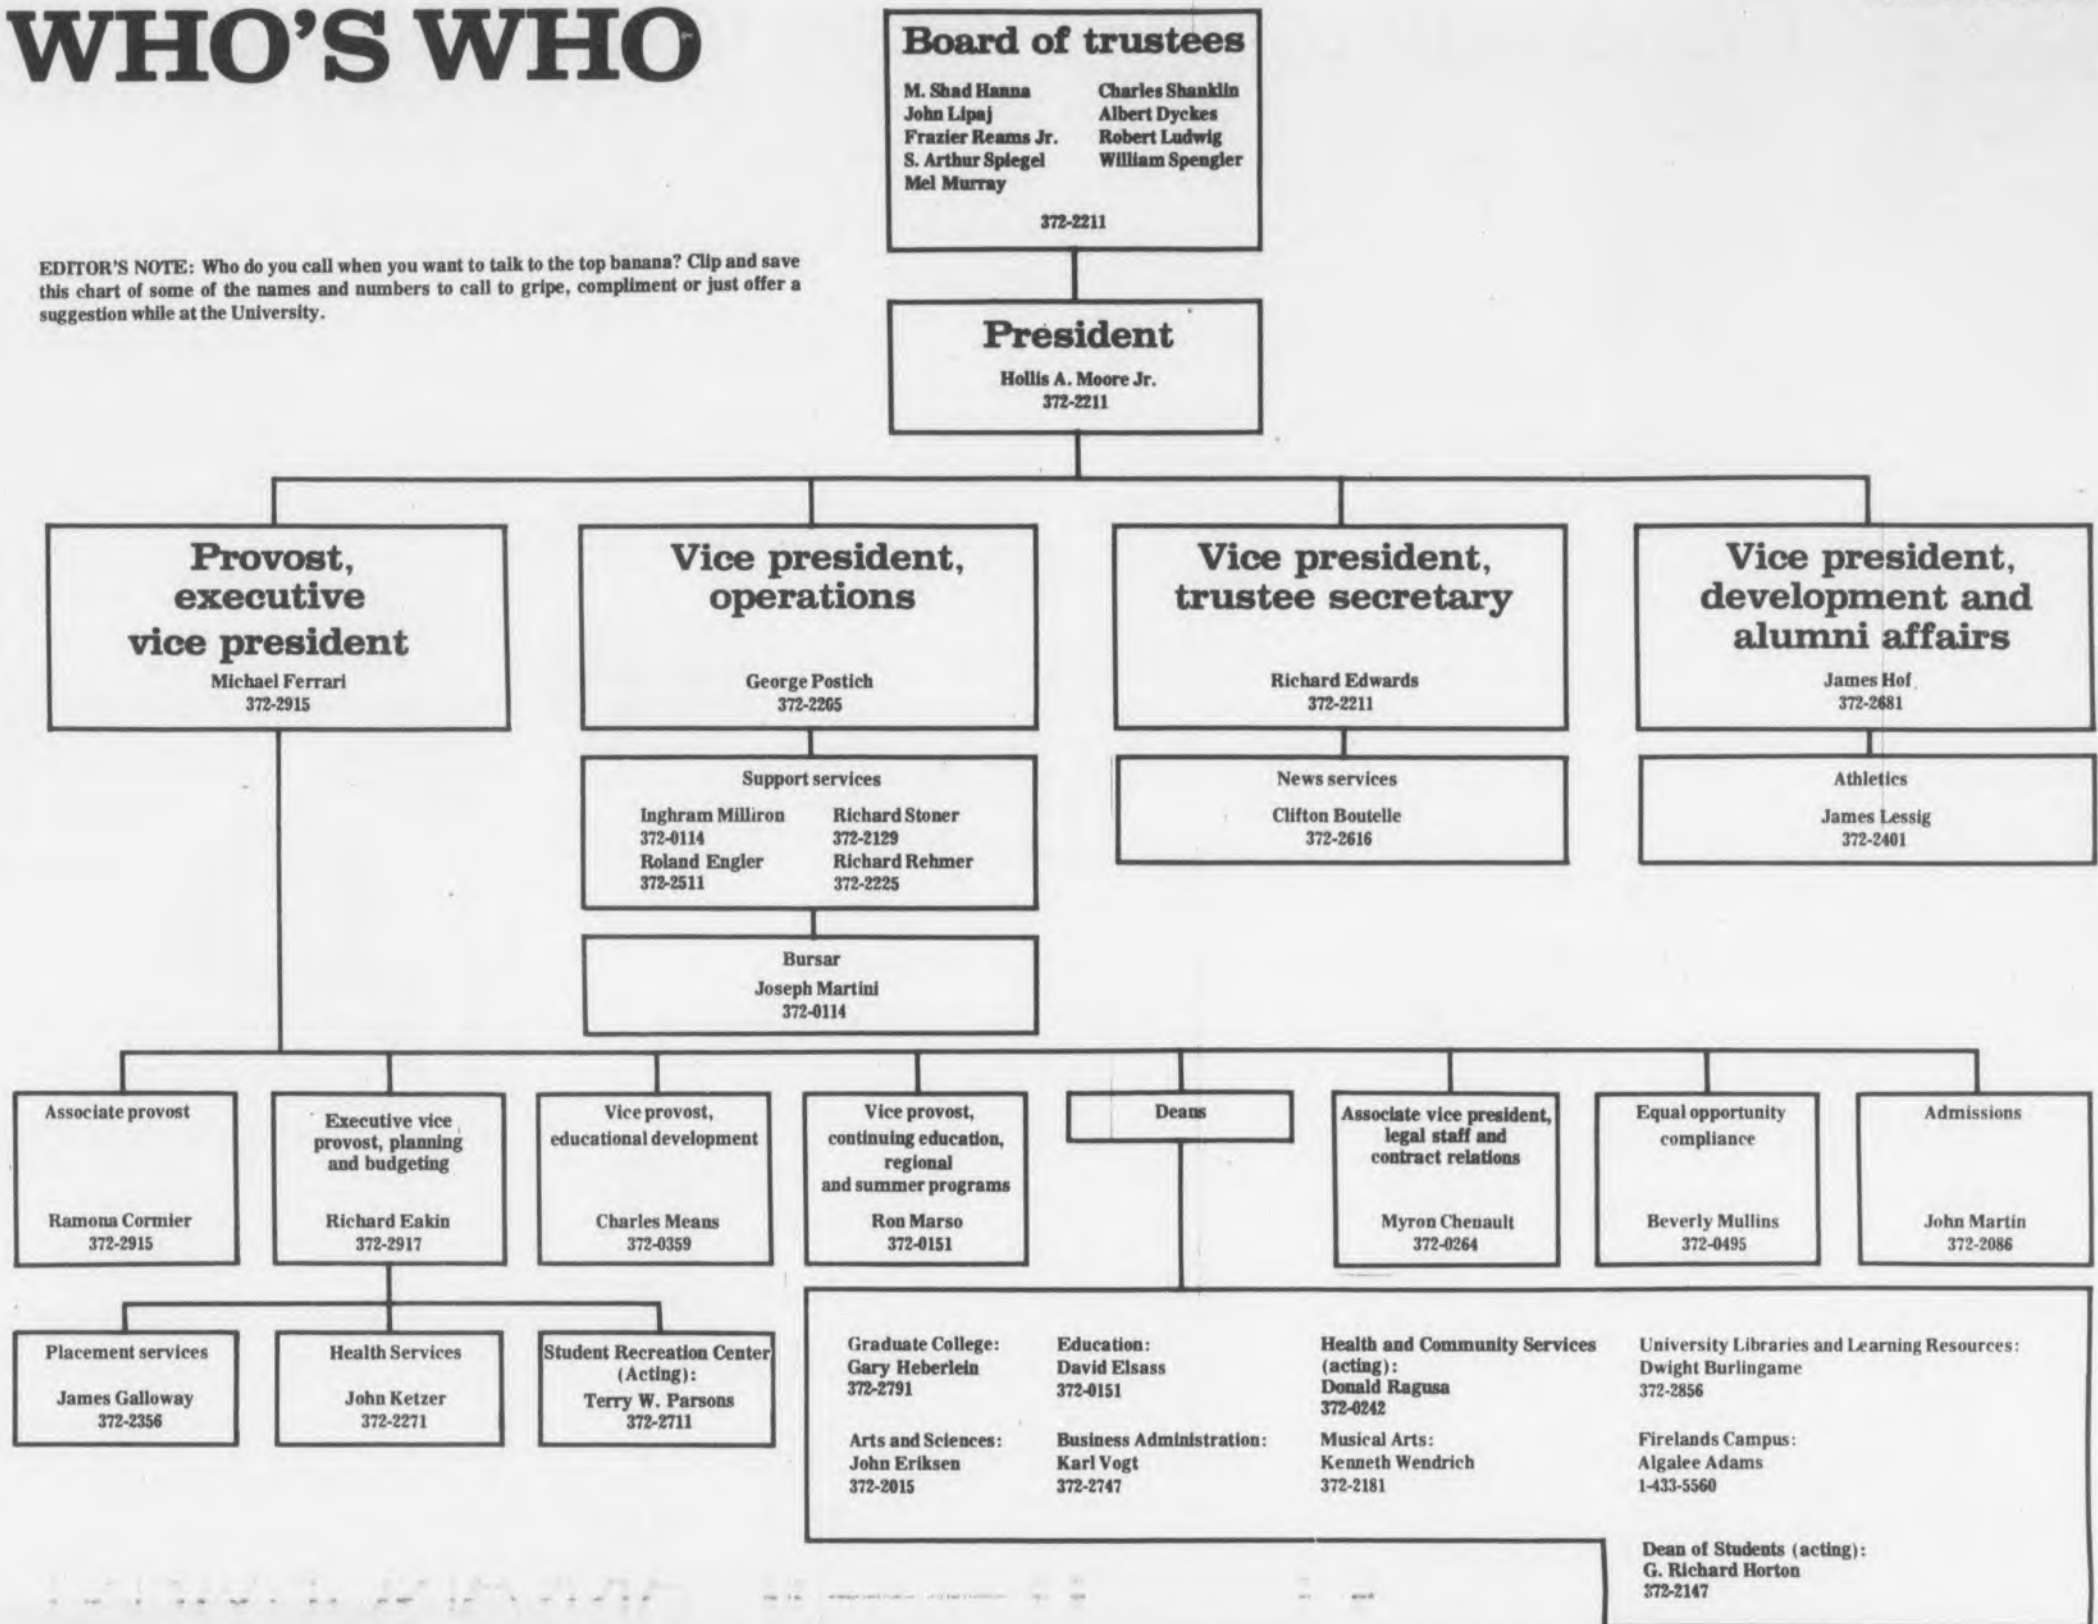 WHO'S WHO
EDITOR'S NOTE: Who do you call when you want to talk to the top banana? Clip and save
this chart of some of the names and numbers to call to gripe, compliment or just offer a
suggestion while at the University.
Board of trustees
M. Shad Hanna
John Lipaj
Frazier Reams Jr.
S. Arthur Spiegel
Mel Murray
Charles Shanklin
Albert Dyckes
Robert Ludwig
William Spengler
372-2211
President
Hollis A. Moore Jr.
372-2211
Provost,
executive
vice president
Michael Ferrari
372-2915
Vice president,
operations
George Postich
372-2205
Support services
Inghram Milliron
372-0114
Roland Engler
372-2511
Richard Stoner
372-2129
Richard Rehmer
372-2225
Bursar
Joseph Martini
372-0114
Vice president,
trustee secretary
Richard Edwards
372-2211
News services
Clifton Boutelle
372-2616
Vice president,
development and
alumni affairs
James Hof
372-2681
Athletics
James Lessig
372-2401
Associate provost
Ramona Cormier
372-2915
Executive vice
provost, planning
and budgeting
Richard Eakin
372-2917
Vice provost,
educational development
Charles Means
372-0359
Vice provost,
continuing education,
regional
and summer programs
Ron Marso
372-0151
Deans
Associate vice president,
legal staff and
contract relations
Myron Chenault
372-0264
Equal opportunity
compliance
Beverly Mullins
372-0495
Admissions
John Martin
372-2086
Placement services
James Galloway
372-2356
Health Services
John Ketzer
372-2271
Student Recreation Center
(Acting):
Terry W. Parsons
372-2711
Graduate College:
Gary Heberlein
372-2791
Education:
David Elsass
372-0151
Health and Community Services
(acting):
Donald Ragusa
372-0242
University Libraries and Learning Resources:
Dwight Burlingame
372-2856
Arts and Sciences:
John Eriksen
372-2015
Business Administration:
Karl Vogt
372-2747
Musical Arts:
Kenneth Wendrich
372-2181
Firelands Campus:
Algalee Adams
1-433-5560
Dean of Students (acting):
G. Richard Horton
372-2147